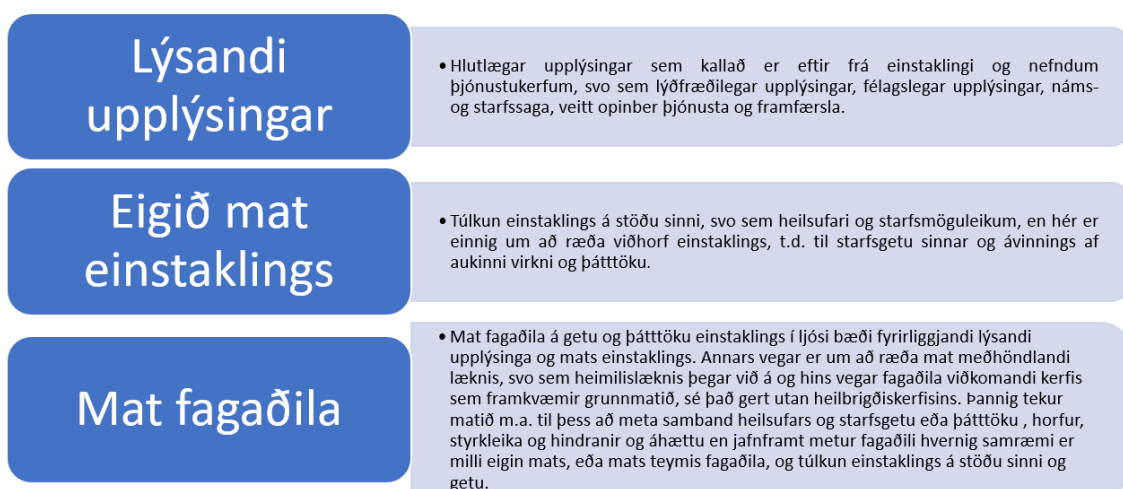 Lýsandi
upplýsingar
• Hlutlægar upplýsingar sem kallað er eftir frá einstaklingi og nefndum
þjónustukerfum, svo sem lýðfræðilegar upplýsingar, félagslegar upplýsingar, náms-
og starfssaga, veitt opinber þjónusta og framfærsla.
Eigið mat
einstaklings
• Túlkun einstaklings á stöðu sinni, svo sem heilsufari og starfsmöguleikum, en hér er
einnig um að ræða viðhorf einstaklings, t.d. til starfsgetu sinnar og ávinnings af
aukinni virkni og þátttöku.
Mat fagaðila
• Mat fagaðila á getu og þátttöku einstaklings í ljósi bæði fyrirliggjandi lýsandi
upplýsinga og mats einstaklings. Annars vegar er um að ræða mat meðhöndlandi
læknis, svo sem heimilislæknis þegar við á og hins vegar fagaðila viðkomandi kerfis
sem framkvæmir grunnmatið, sé það gert utan heilbrigðiskerfisins. Þannig tekur
matið m.a. til þess að meta samband heilsufars og starfsgetu eða þátttöku , horfur,
styrkleika og hindranir og áhættu en jafnframt metur fagaðili hvernig samræmi er
milli eigin mats, eða mats teymis fagaðila, og túlkun einstaklings á stöðu sinni og
getu.